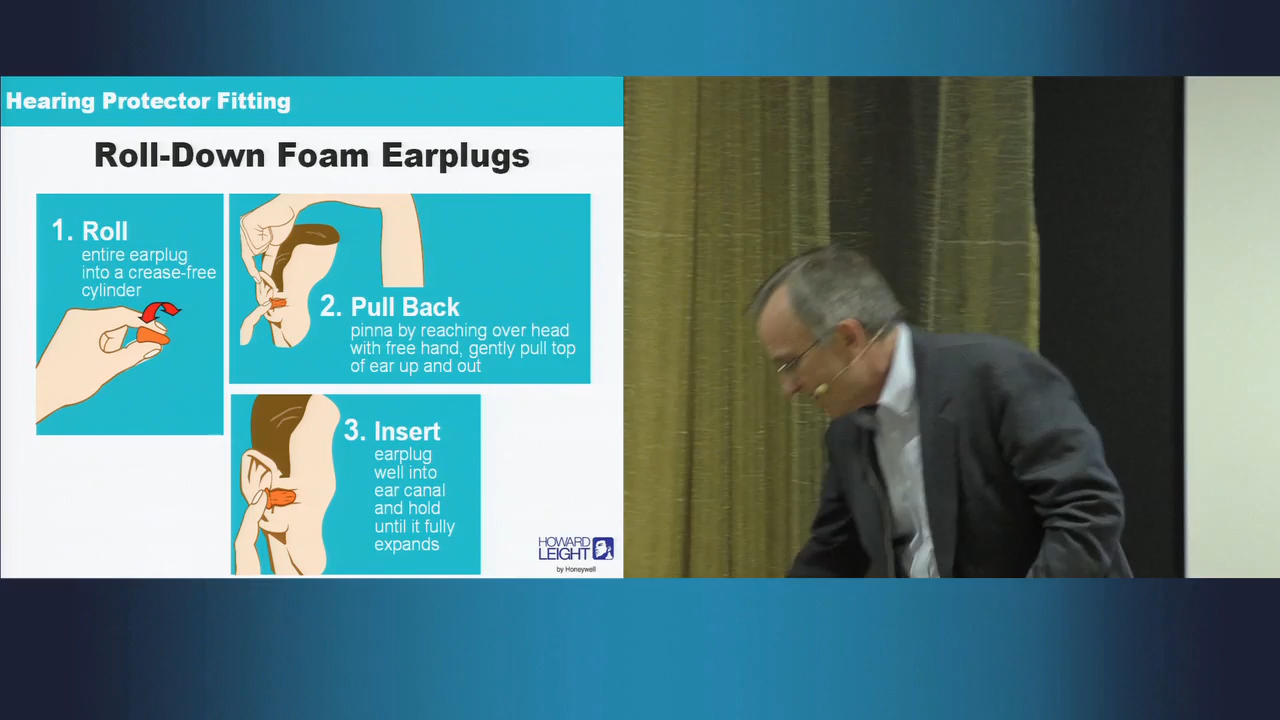 Hearing Protector Fitting
Roll-Down Foam Earplugs
1. Roll
entire earplug
into a crease-free
cylinder
2. Pull Back
pinna by reaching over head
with free hand, gently pull top
of ear up and out
3. Insert
earplug
well into
ear canal
and hold
until it fully
expands
HOWARD
LEIGHT
by Honeywell